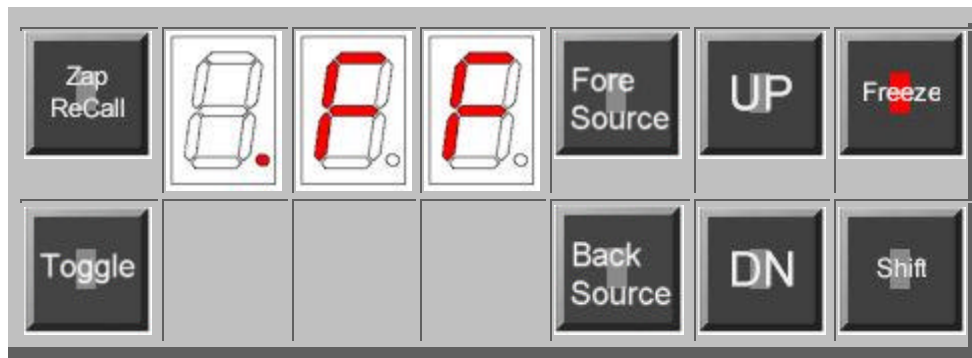 Zap
ReCall
.FF
Fore
Source
UP
Freeze
Toggle
Back
Source
DN
Shift